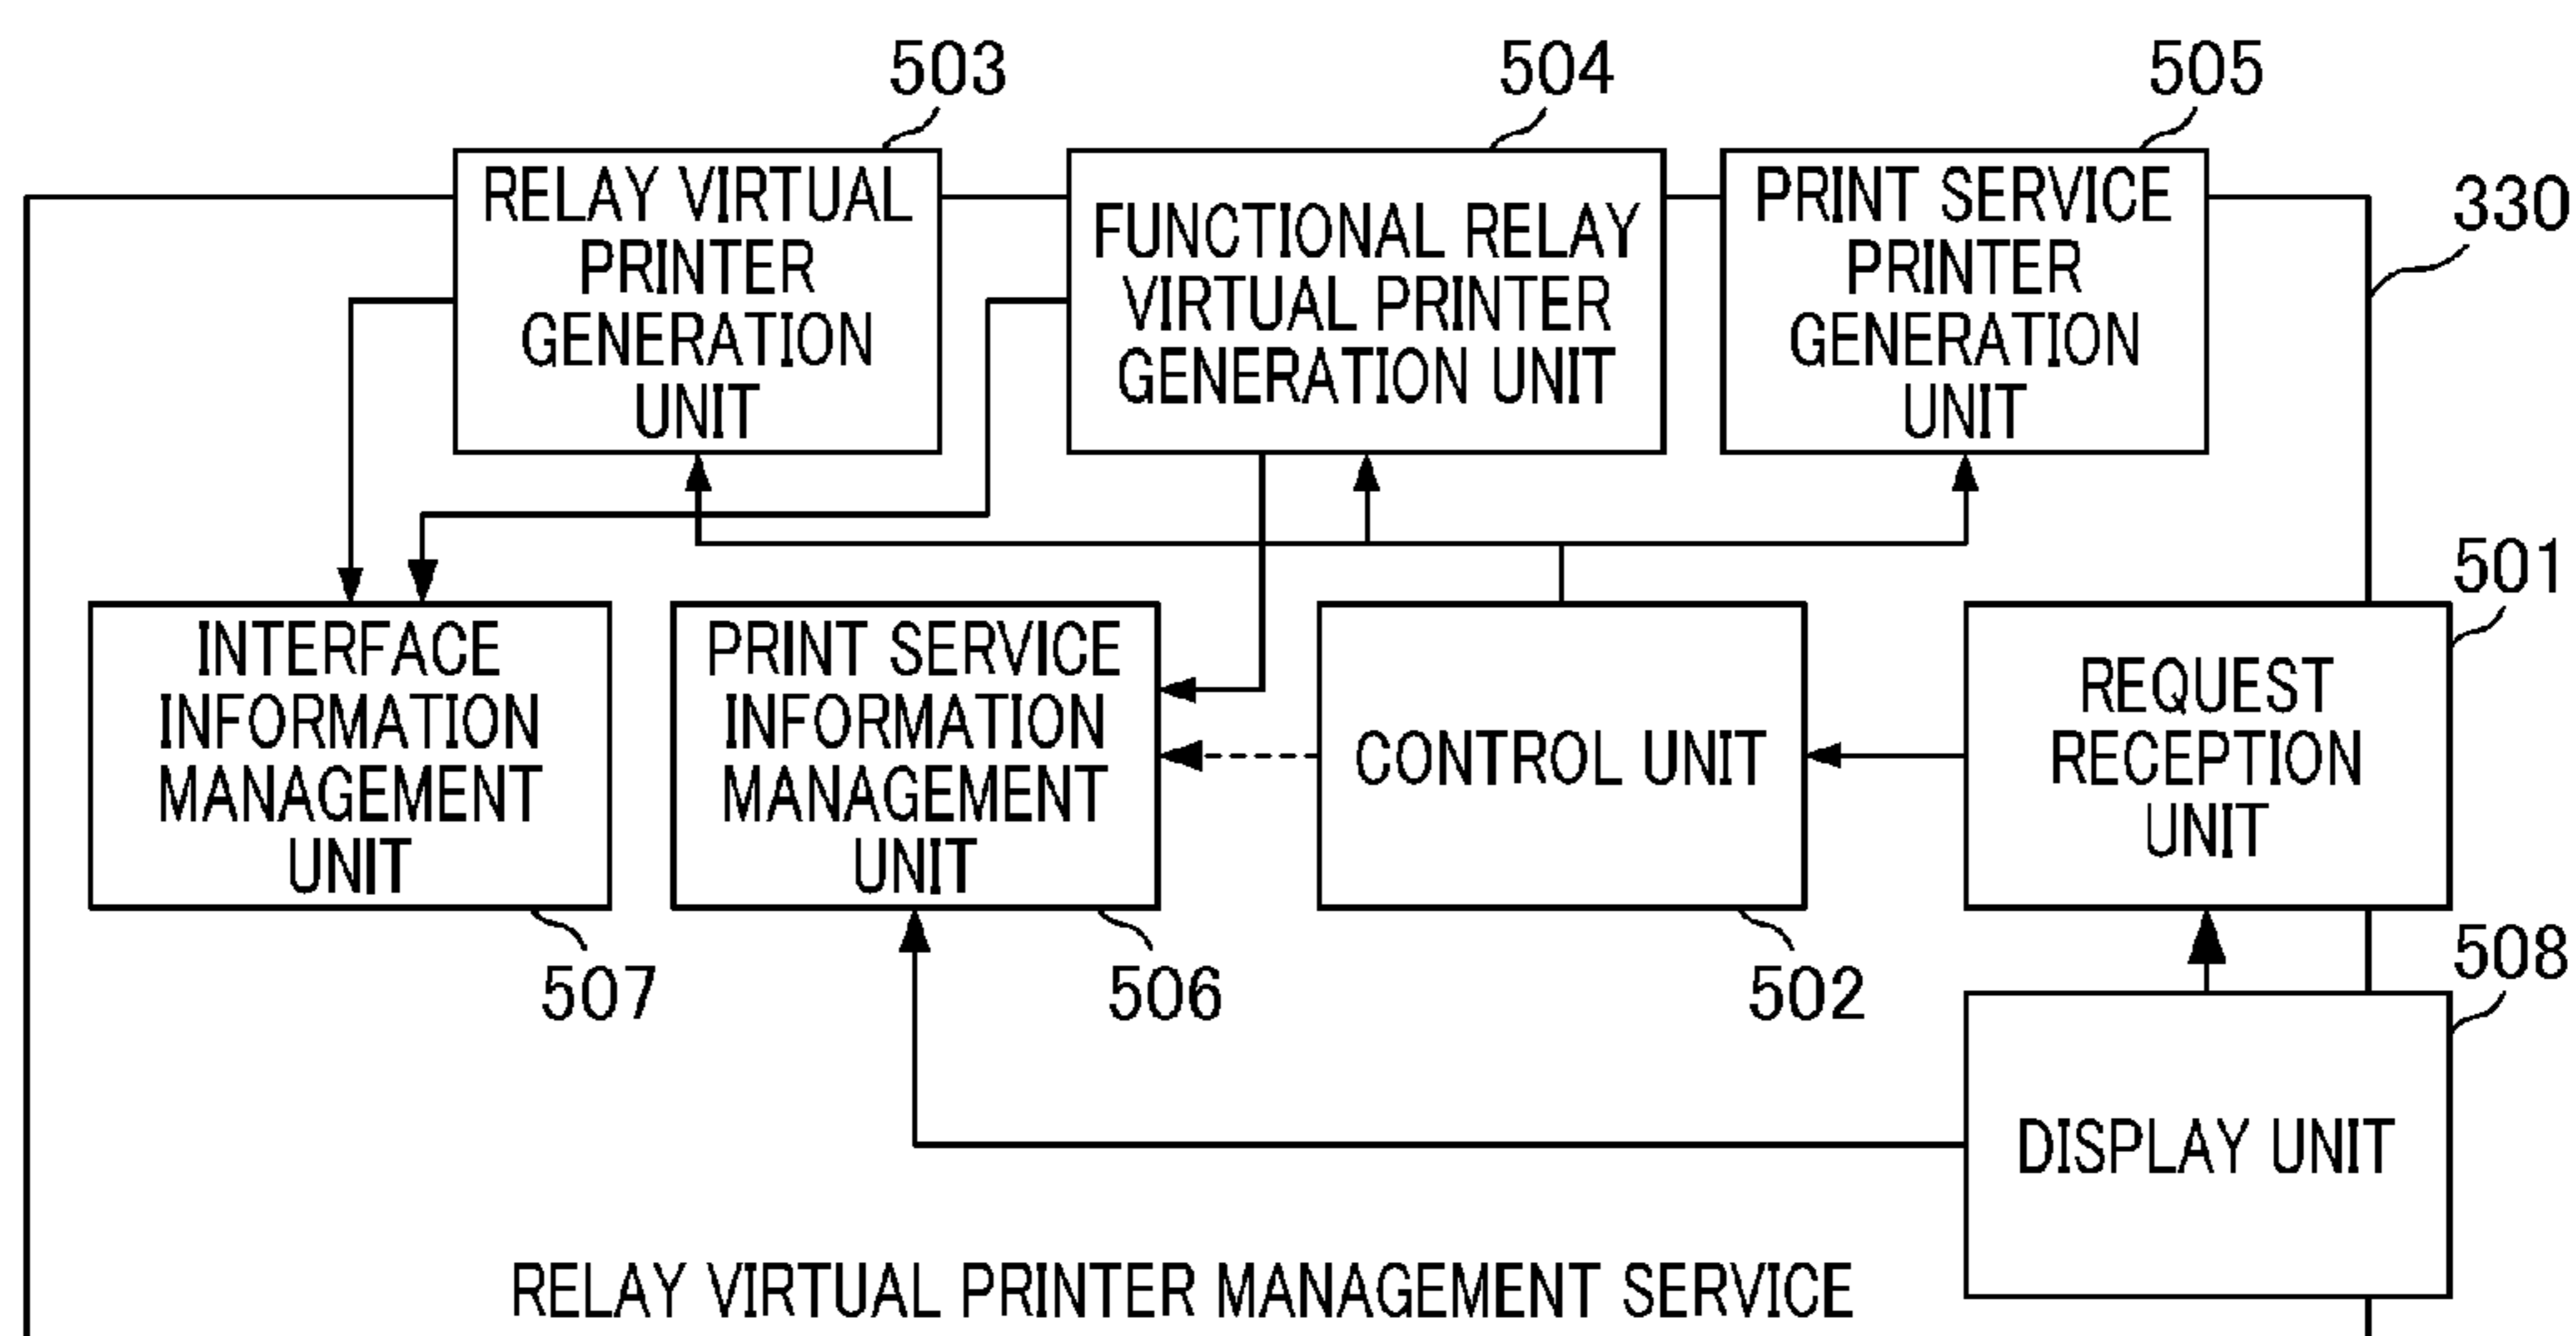 503
504
505
RELAY VIRTUAL
PRINTER
GENERATION
UNIT
FUNCTIONAL RELAY
VIRTUAL PRINTER
GENERATION UNIT
PRINT SERVICE
PRINTER
GENERATION
UNIT
330
501
INTERFACE
INFORMATION
MANAGEMENT
UNIT
PRINT SERVICE
INFORMATION
MANAGEMENT
UNIT
CONTROL UNIT
REQUEST
RECEPTION
UNIT
507
506
502
508
DISPLAY UNIT
RELAY VIRTUAL PRINTER MANAGEMENT SERVICE